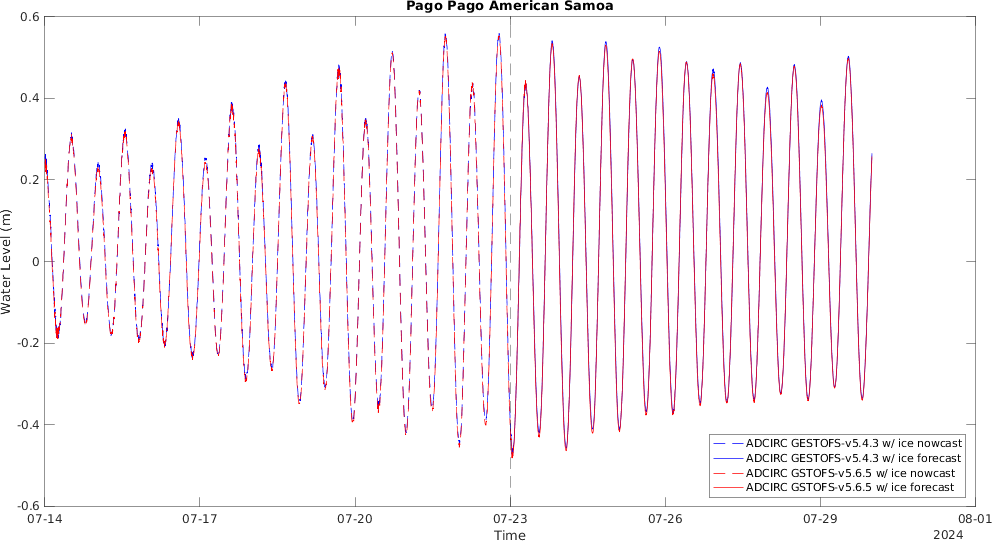 Pago Pago American Samoa
Water Level (m)
0.6
0.4
0.2
0
-0.2
-0.4
-0.6
ADCIRC GESTOFS-v5.4.3 w/ ice nowcast
ADCIRC GESTOFS-v5.4.3 w/ ice forecast
ADCIRC GSTOFS-v5.6.5 w/ ice nowcast
ADCIRC GSTOFS-v5.6.5 w/ ice forecast
07-14 07-17 07-20 07-23 07-26 07-29 08-01
Time
2024